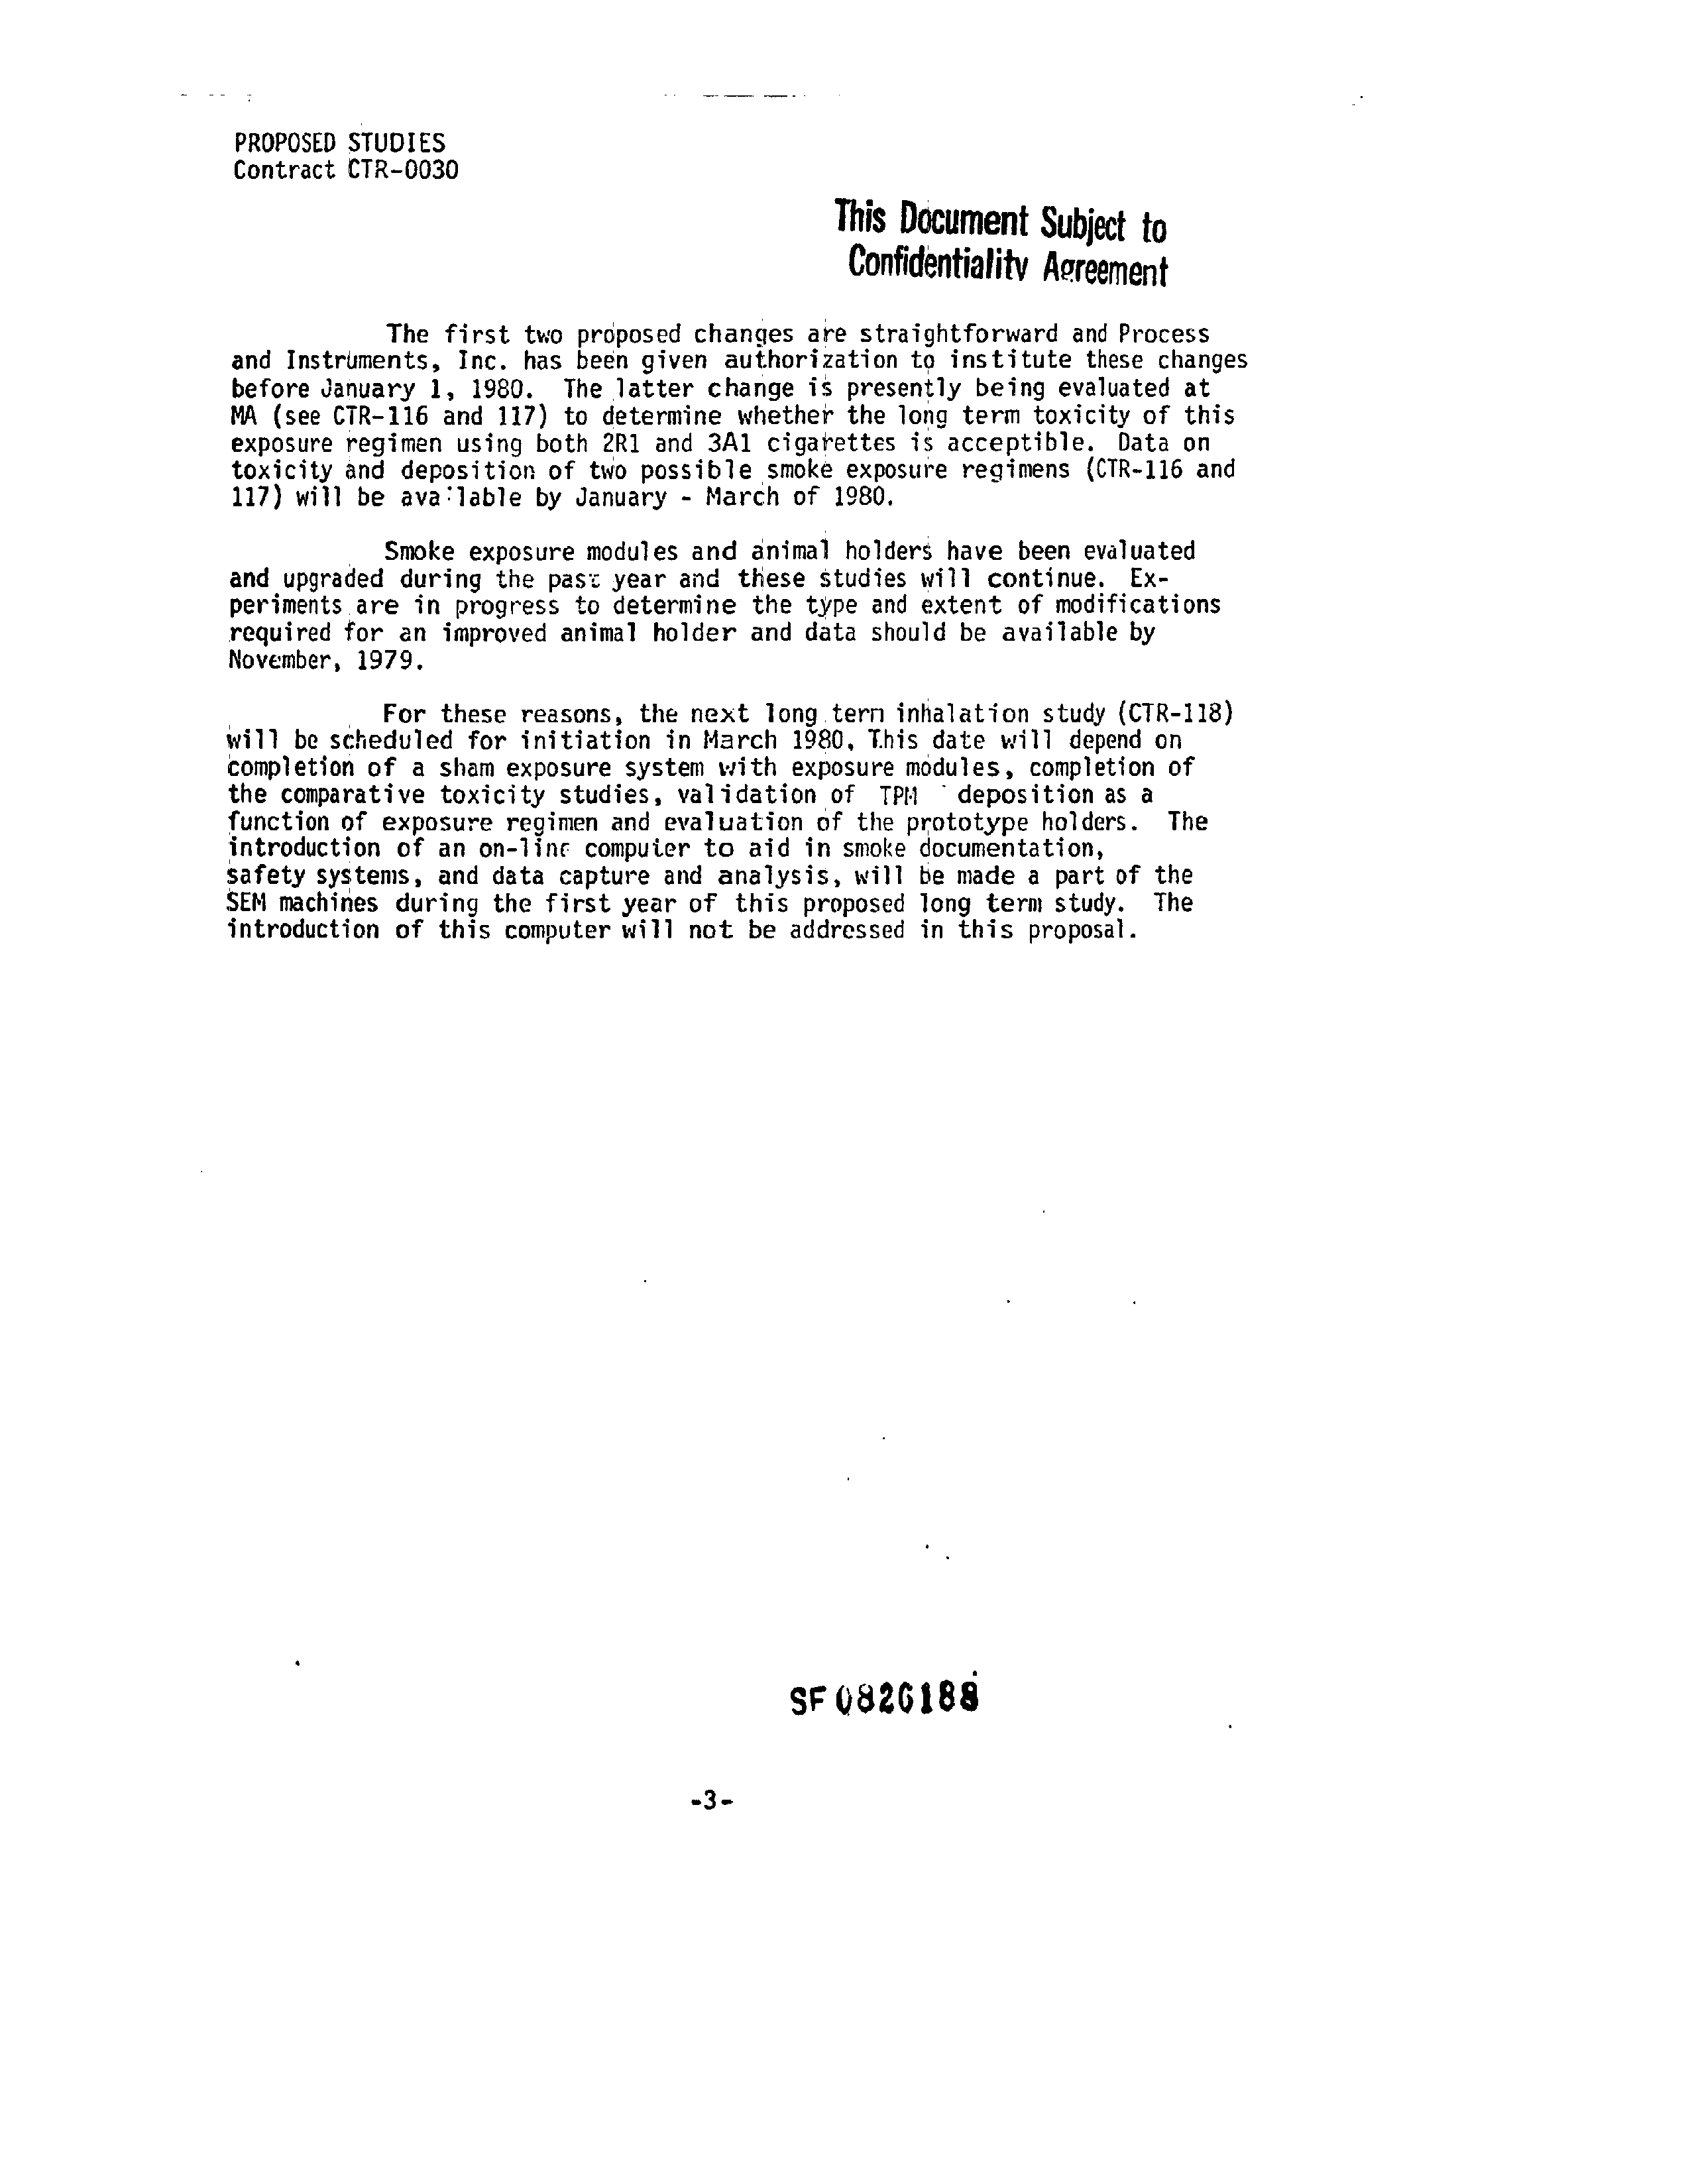 PROPOSED STUDIES
Contract CTR-0030
This Document Subject to
Confidentiality Agreement
The first two proposed changes are straightforward and Process
and Instruments, Inc. has been given authorization to institute these changes
before January 1, 1980. The latter change is presently being evaluated at
MA (see CTR-116 and 117) to determine whether the long term toxicity of this
exposure regimen using both 2R1 and 3A1 cigarettes is acceptible. Data on
toxicity and deposition of two possible smoke exposure regimens (CTR-116 and
117) will be available by January - March of 1980.
Smoke exposure modules and animal holders have been evaluated
and upgraded during the past year and these studies will continue. Ex-
periments are in progress to determine the type and extent of modifications
required for an improved animal holder and data should be available by
November, 1979.
For these reasons, the next long term inhalation study (CTR-118)
will be scheduled for initiation in March 1980. This date will depend on
completion of a sham exposure system with exposure modules, completion of
the comparative toxicity studies, validation of TPM deposition as a
function of exposure regimen and evaluation of the prototype holders. The
introduction of an on-line computer to aid in smoke documentation,
safety systems, and data capture and analysis, will be made a part of the
SEM machines during the first year of this proposed long term study. The
introduction of this computer will not be addressed in this proposal.
SF 0826188
-3-